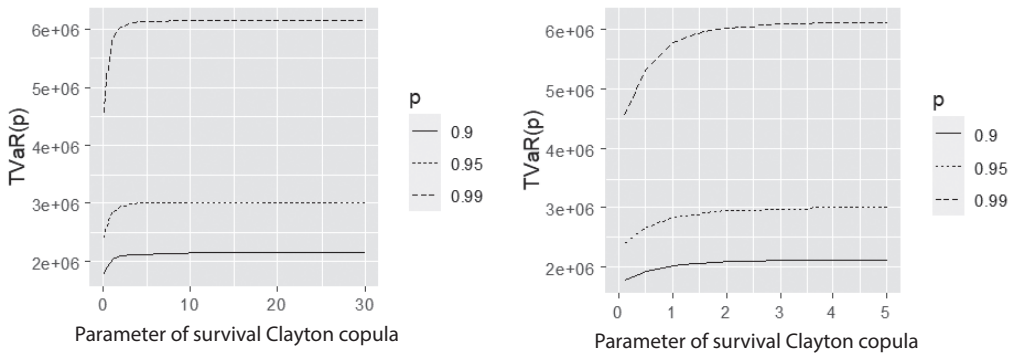 TVaR(p)
6e+06
5e+06
4e+06
3e+06
2e+06
0 10 20 30
Parameter of survival Clayton copula
p
0.9
0.95
0.99
TVaR(p)
6e+06
5e+06
4e+06
3e+06
2e+06
0 1 2 3 4 5
Parameter of survival Clayton copula
p
0.9
0.95
0.99